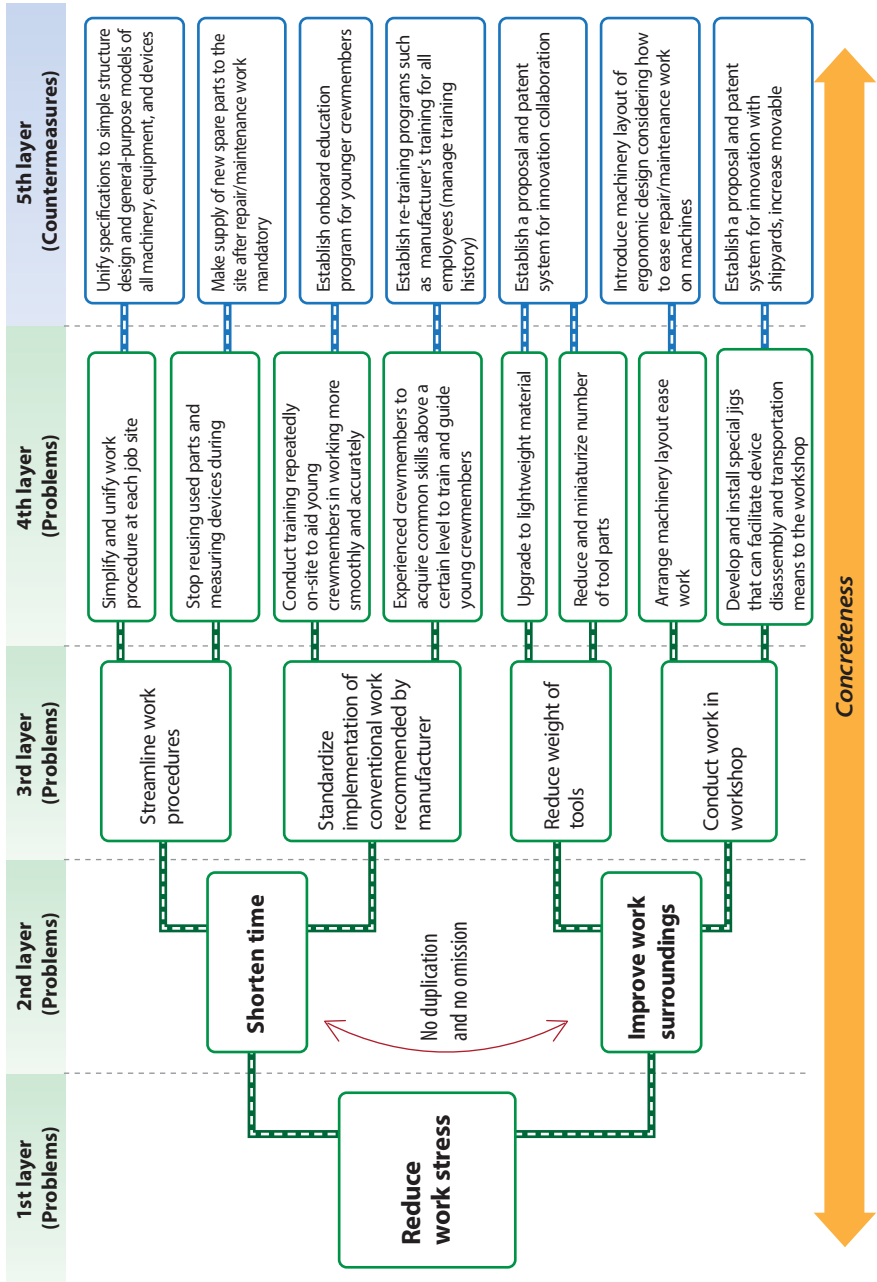 1st layer
(Problems)
2nd layer
(Problems)
3rd layer
(Problems)
4th layer
(Problems)
5th layer
(Countermeasures)
Reduce
work stress
Shorten time
No duplication
and no omission
Improve work
surroundings
Streamline work
procedures
Standardize
implementation of
conventional work
recommended by
manufacturer
Reduce weight of
tools
Conduct work in
workshop
Simplify and unify work
procedure at each job site
Stop reusing used parts and
measuring devices during
Conduct training repeatedly
on-site to aid young
crewmembers in working more
smoothly and accurately
Experienced crewmembers to
acquire common skills above a
certain level to train and guide
young crewmembers
Upgrade to lightweight material
Reduce and miniaturize number
of tool parts
Arrange machinery layout ease
work
Develop and install special jigs
that can facilitate device
disassembly and transportation
means to the workshop
Unify specifications to simple structure
design and general-purpose models of
all machinery, equipment, and devices
Make supply of new spare parts to the
site after repair/maintenance work
mandatory
Establish onboard education
program for younger crewmembers
Establish re-training programs such
as manufacturer's training for all
employees (manage training
history)
Establish a proposal and patent
system for innovation collaboration
Introduce machinery layout of
ergonomic design considering how
to ease repair/maintenance work
on machines
Establish a proposal and patent
system for innovation with
shipyards, increase movable
Concreteness